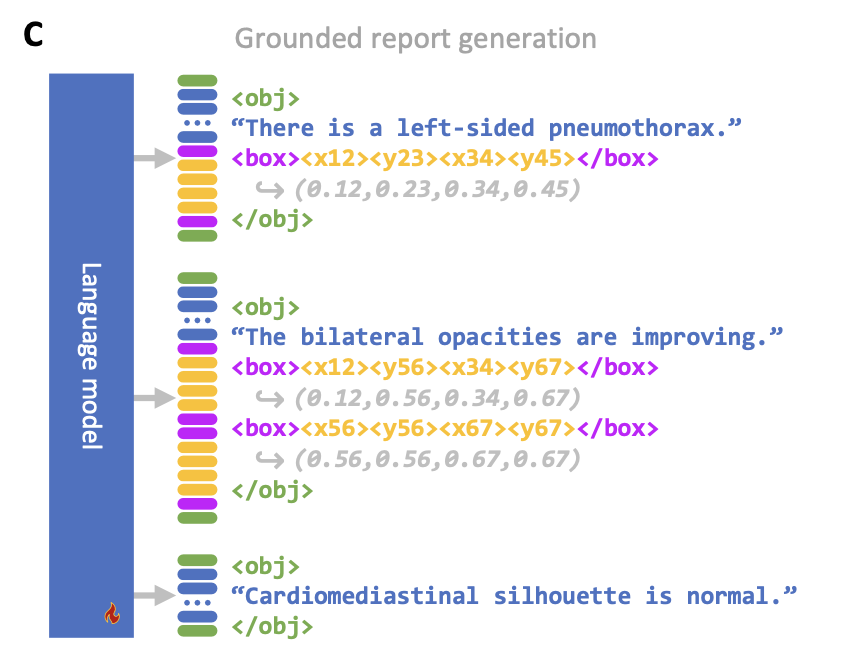 C
Grounded report generation
Language model
<obj>
“There is a left-sided pneumothorax.”
<box><x12><y23><x34><y45></box>
↪ (0.12,0.23,0.34,0.45)
</obj>
<obj>
“The bilateral opacities are improving.”
<box><x12><y56><x34><y67></box>
↪ (0.12,0.56,0.34,0.67)
<box><x56><y56><x67><y67></box>
↪ (0.56,0.56,0.67,0.67)
</obj>
<obj>
“Cardiomediastinal silhouette is normal.”
</obj>